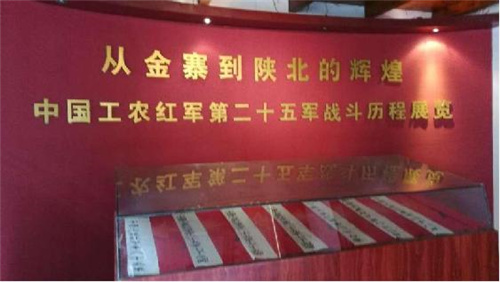 从金寨到陕北的辉煌
中国工农红军第二十五军战斗历程展览